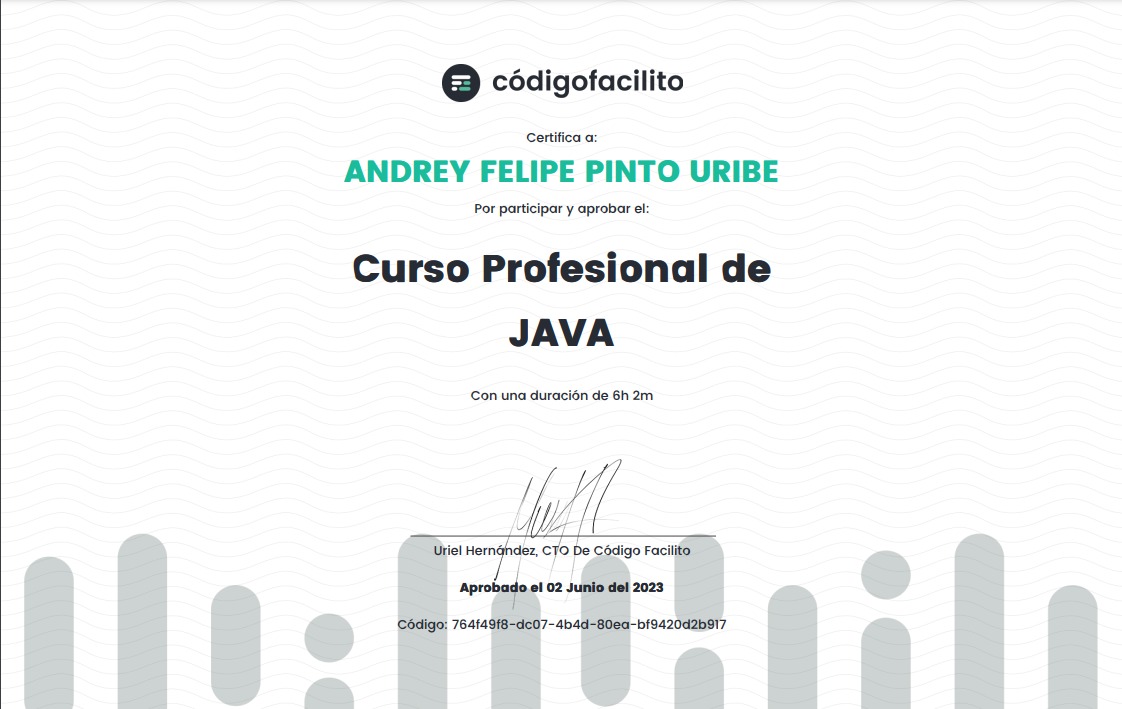 códigofacilito
Certifica a:
ANDREY FELIPE PINTO URIBE
Por participar y aprobar el:
Curso Profesional de
JAVA
Con una duración de 6h 2m
Uriel Hernández, CTO De Código Facilito
Aprobado el 02 Junio del 2023
Código: 764f49f8-dc07-4b4d-80ea-bf9420d2b917